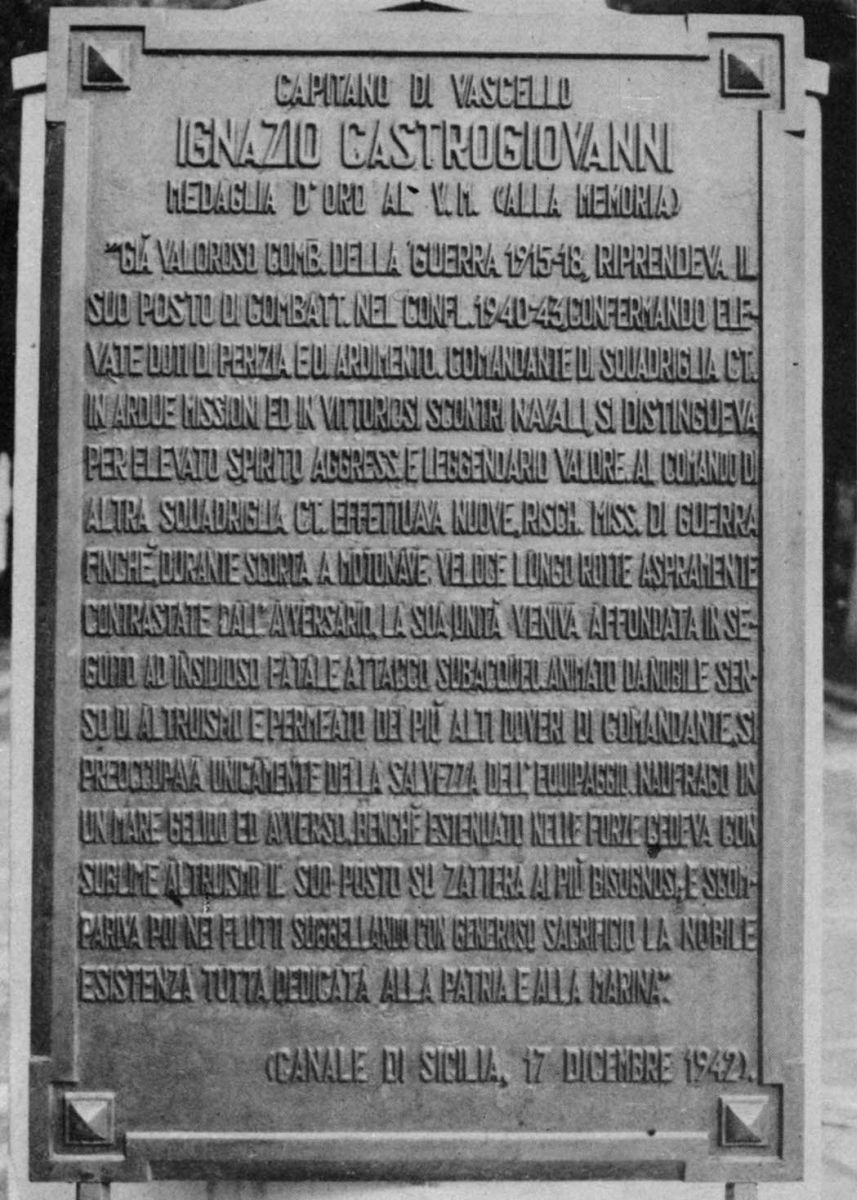 CAPITANO DI VASCELLO
IGNAZIO CASTROGIOVANNI
MEDAGLIA D'ORO AL V.M. (ALLA MEMORIA)
"GIÀ VALOROSO COMB. DELLA GUERRA 1915-18, RIPRENDEVA IL
SUO POSTO DI COMBATT. NEL CONFL. 1940-43, CONFERMANDO ELE-
VATE DOTI DI PERIZIA E DI ARDIMENTO. COMANDANTE DI SQUADRIGLIA CT.
IN ARDUE MISSIONI ED IN VITTORIOSI SCONTRI NAVALI, SI DISTINGUEVA
PER ELEVATO SPIRITO AGGRESS. E LEGGENDARIO VALORE. AL COMANDO DI
ALTRA SQUADRIGLIA CT. EFFETTUAVA NUOVE, RISCH. MISS. DI GUERRA
FINCHÈ, DURANTE SCORTA A MOTONAVE VELOCE LUNGO ROTTE ASPRAMENTE
CONTRASTATE DALL'AVVERSARIO, LA SUA UNITÀ VENIVA AFFONDATA IN SE-
GUITO AD INSIDIOSO FATALE ATTACCO SUBACQUEO. ANIMATO DA NOBILE SEN-
SO DI ALTRUISMO E PERMEATO DEI PIÙ ALTI DOVERI DI COMANDANTE, SI
PREOCCUPAVA UNICAMENTE DELLA SALVEZZA DELL'EQUIPAGGIO. NAUFRAGO IN
UN MARE GELIDO ED AVVERSO, BENCHÈ ESTENUATO NELLE FORZE CEDEVA CON
SUBLIME ALTRUISMO IL SUO POSTO SU ZATTERA AI PIÙ BISOGNOSI, E SCOM-
PARIVA POI NEI FLUTTI SUGGELLANDO CON GENEROSO SACRIFICIO LA NOBILE
ESISTENZA TUTTA DEDICATA ALLA PATRIA E ALLA MARINA".
(CANALE DI SICILIA, 17 DICEMBRE 1942).